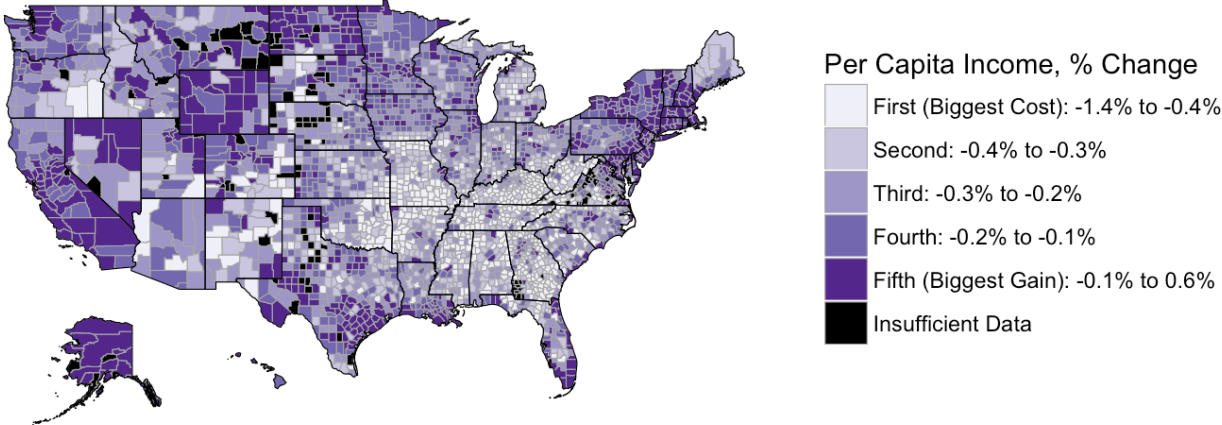 Per Capita Income, % Change
First (Biggest Cost): -1.4% to -0.4%
Second: -0.4% to -0.3%
Third: -0.3% to -0.2%
Fourth: -0.2% to -0.1%
Fifth (Biggest Gain): -0.1% to 0.6%
Insufficient Data